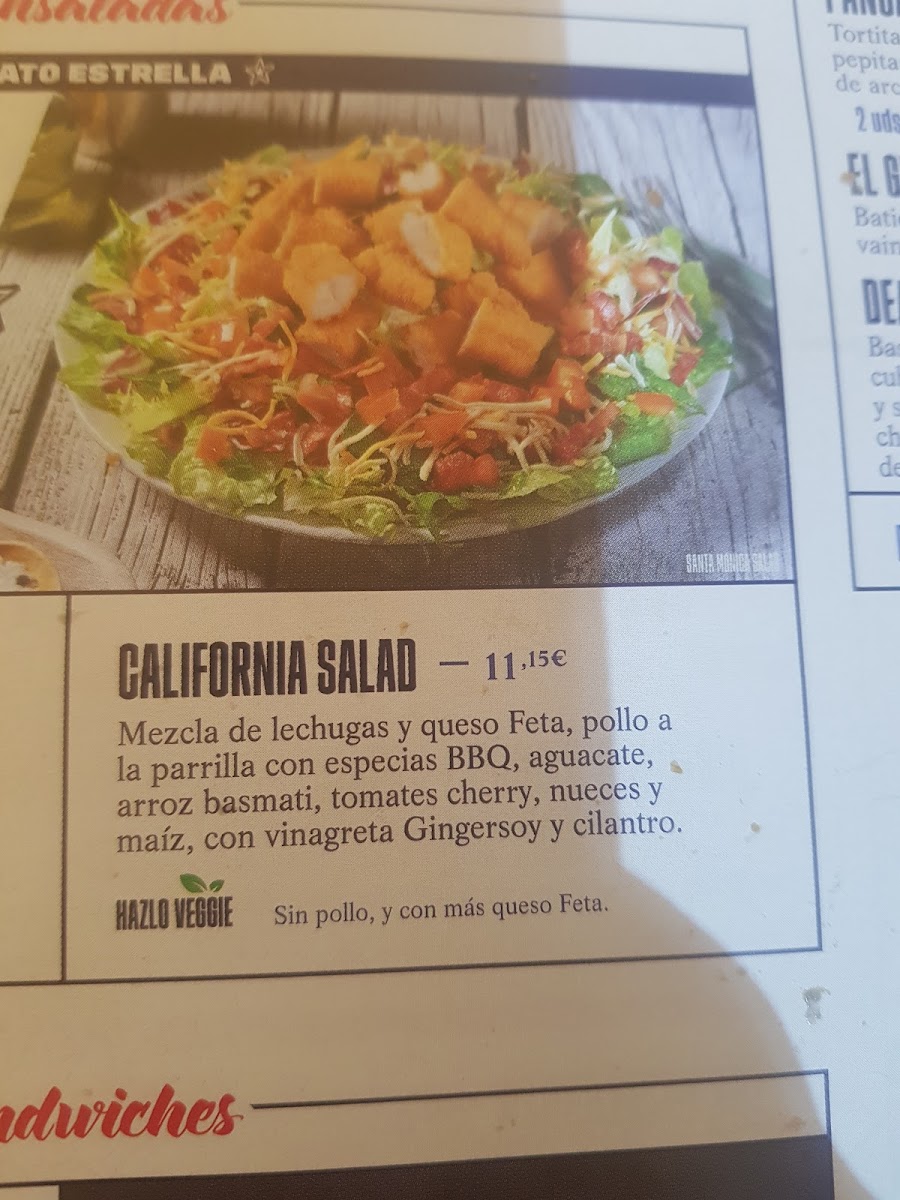 ATO ESTRELLA
SANTA MONICA SALAD
CALIFORNIA SALAD — 11,15€
Mezcla de lechugas y queso Feta, pollo a
la parrilla con especias BBQ, aguacate,
arroz basmati, tomates cherry, nueces y
maíz, con vinagreta Gingersoy y cilantro.
HAZLO VEGGIE Sin pollo, y con más queso Feta.
ndwiches
Tortita
pepita
de arc
2 uds
EL G
Bati
vain
DE
Bas
cul
y s
ch
de